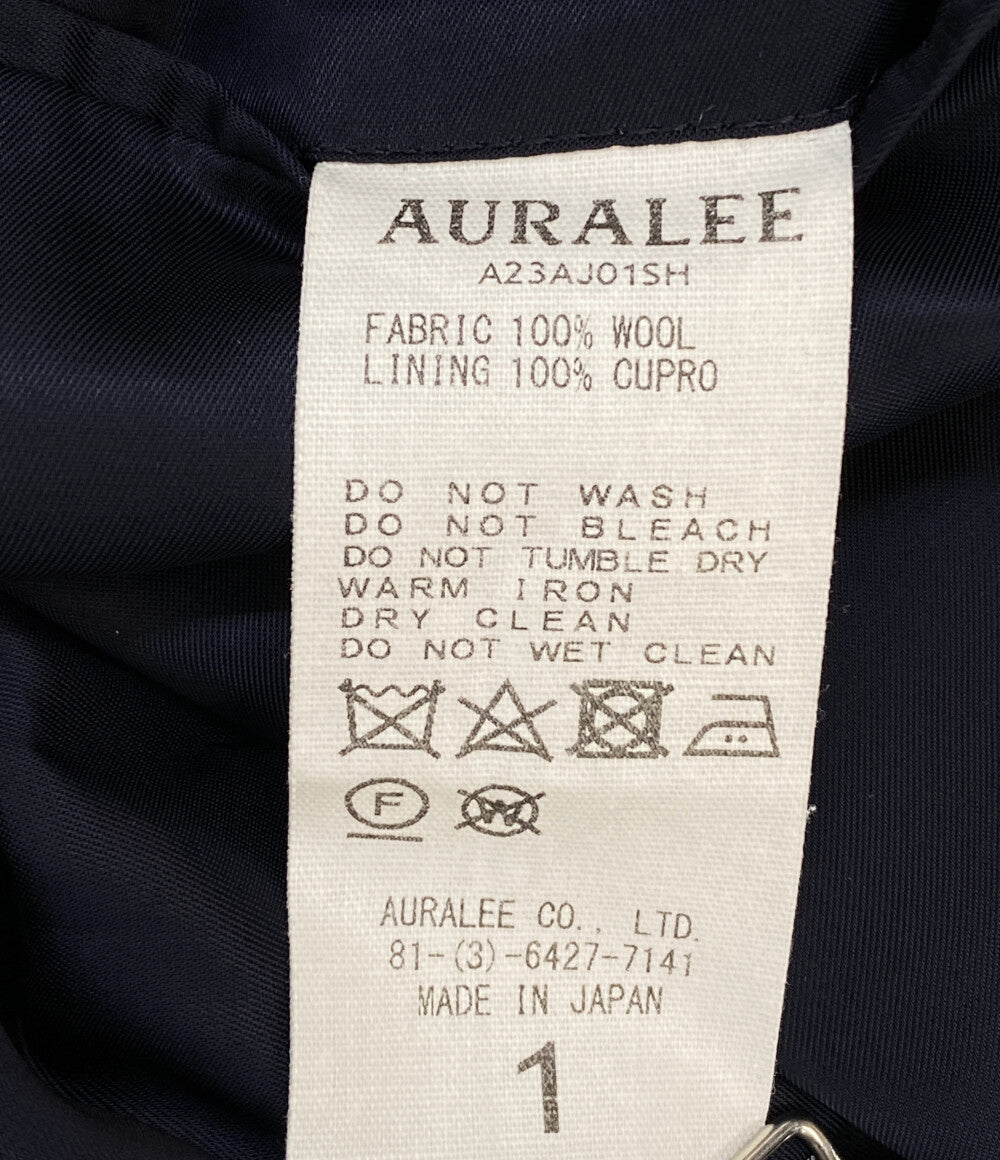 AURALEE
A23AJ01SH
FABRIC 100% WOOL
LINING 100% CUPRO
DO NOT WASH
DO NOT BLEACH
DO NOT TUMBLE DRY
WARM IRON
DRY CLEAN
DO NOT WET CLEAN
F W
AURALEE CO., LTD.
81-(3)-6427-7141
MADE IN JAPAN
1